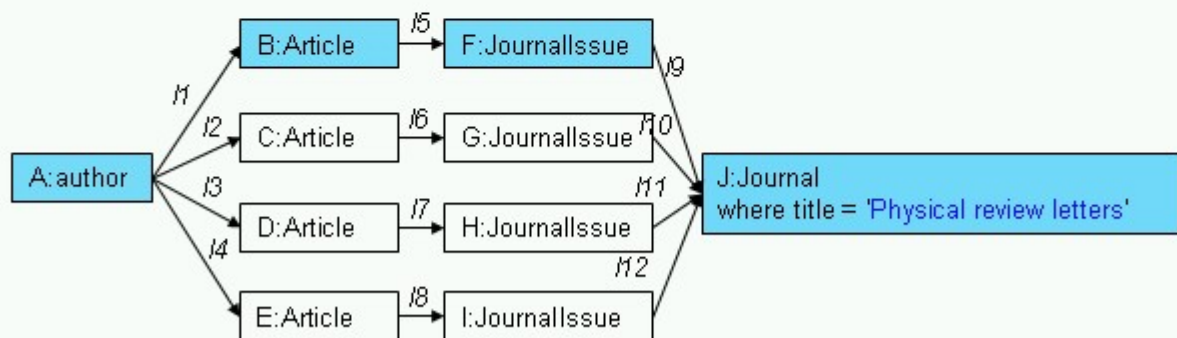 l5
B:Article
F:JournalIssue
l9
l1
l2
l6
l10
C:Article
G:JournalIssue
A:author
J:Journal
where title = 'Physical review letters'
l3
l7
l11
D:Article
H:JournalIssue
l4
l12
l8
E:Article
I:JournalIssue